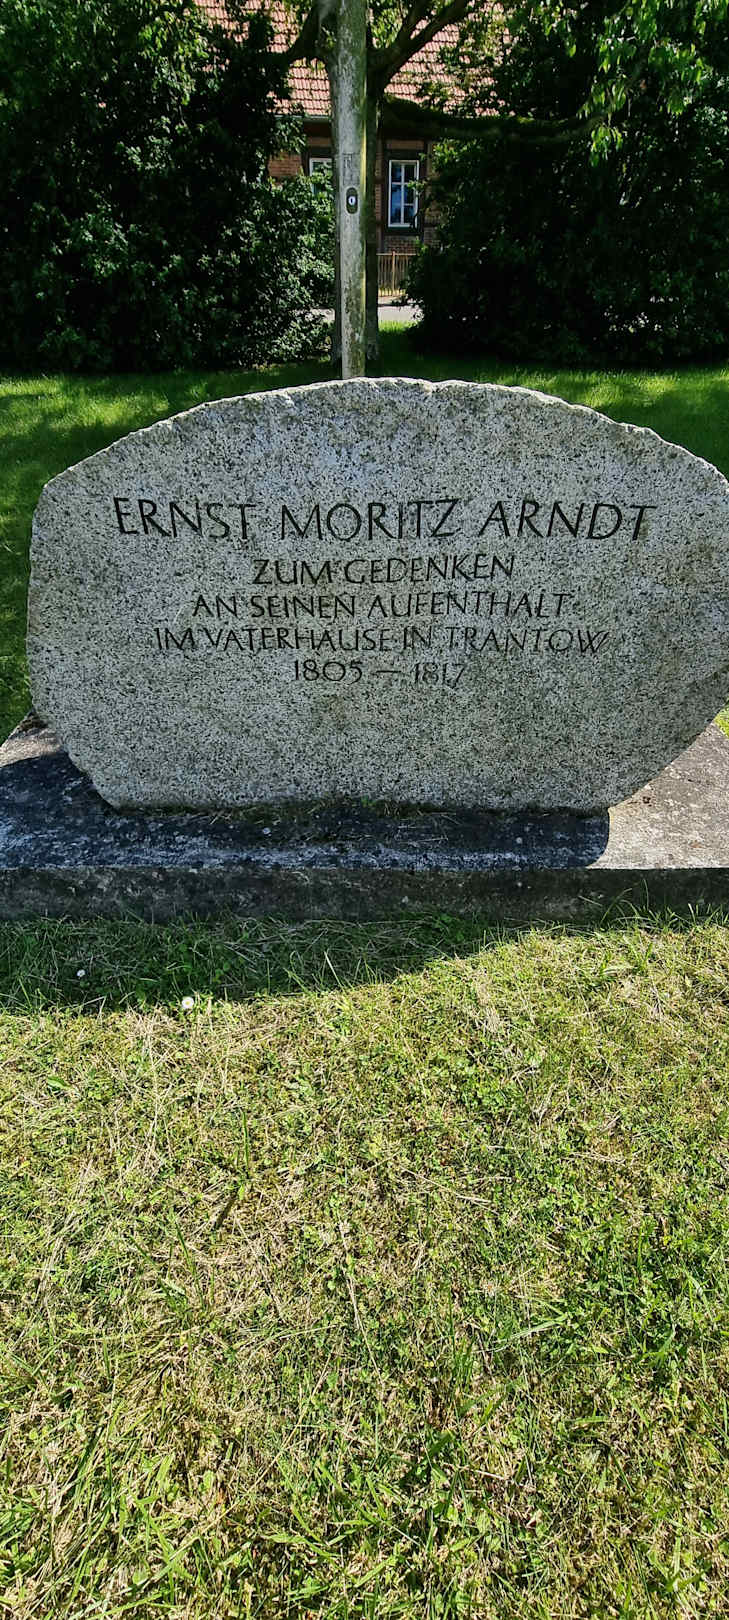 ERNST MORITZ ARNDT
ZUM GEDENKEN
AN SEINEN AUFENTHALT
IM VATERHAUSE IN TRANTOW
1805 — 1817